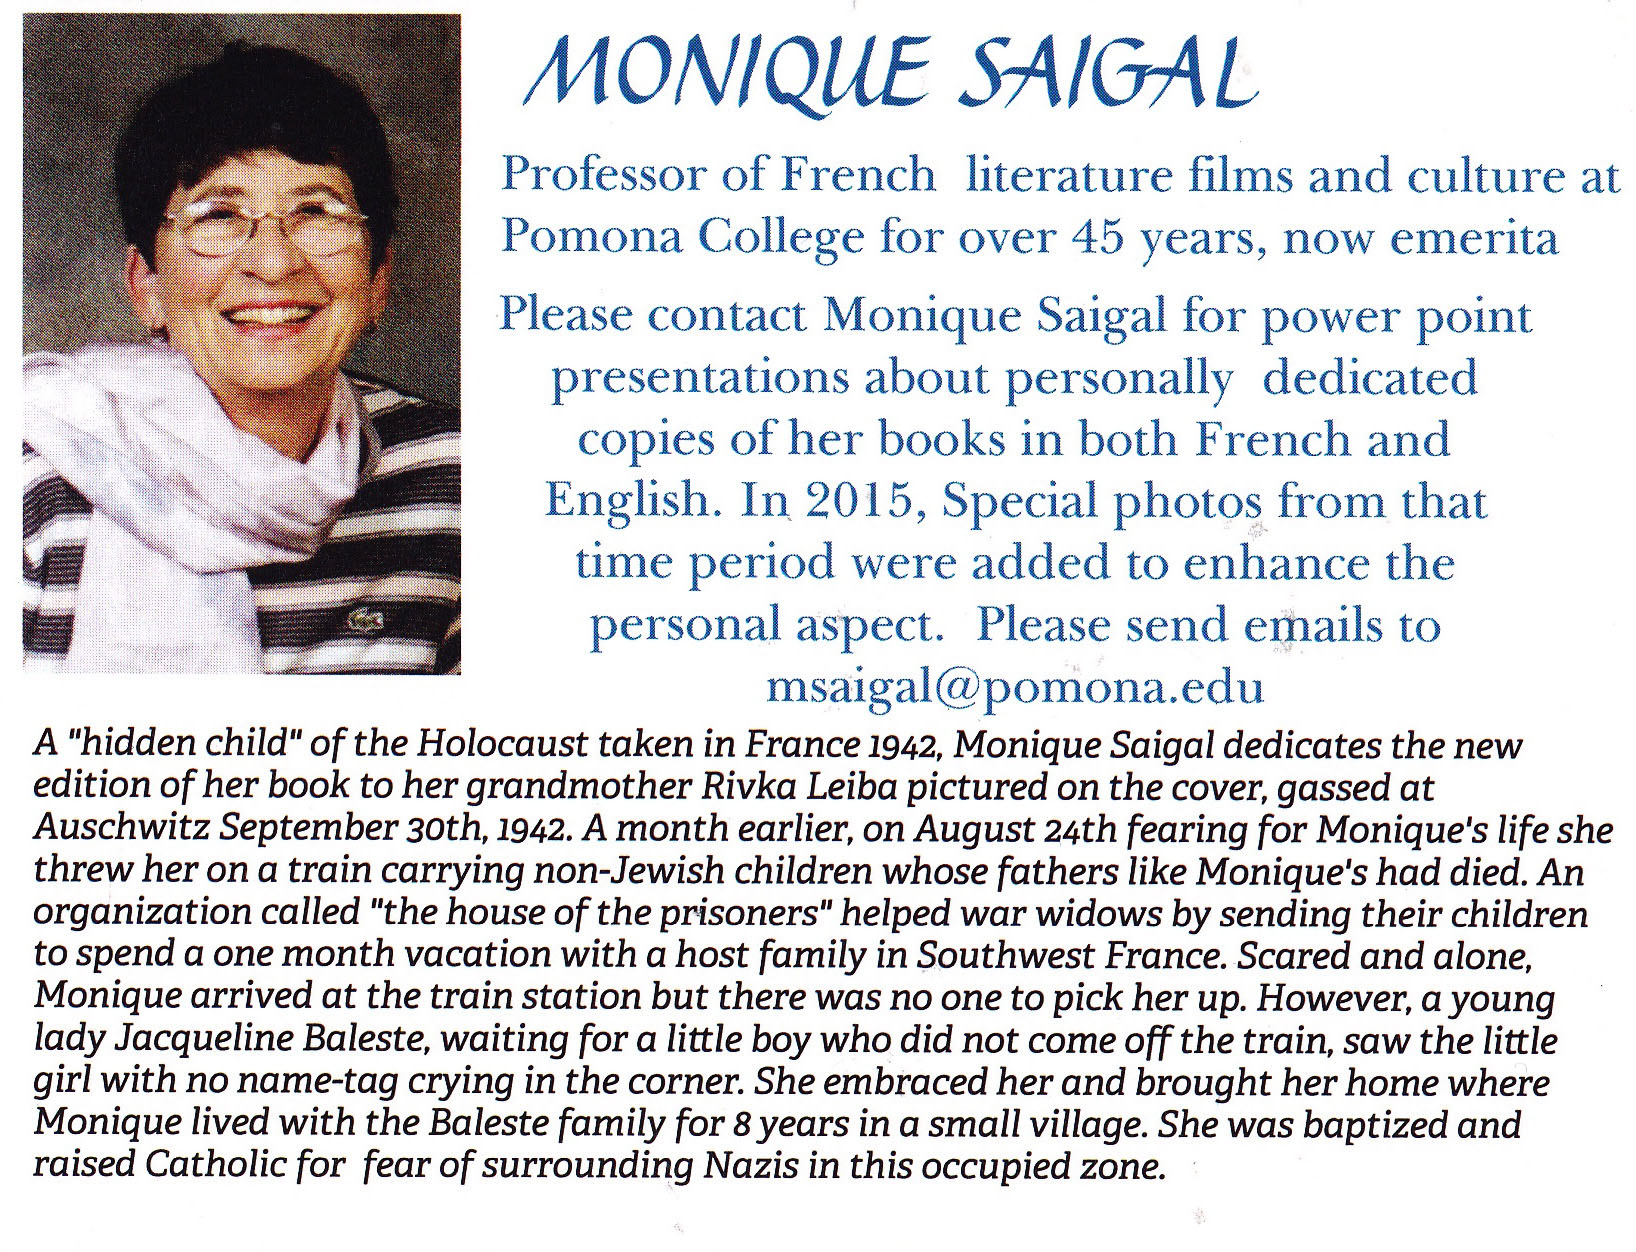 MONIQUE SAIGAL
Professor of French  literature films and culture at
Pomona College for over 45 years, now emerita
Please contact Monique Saigal for power point
presentations about personally  dedicated
copies of her books in both French and
English. In 2015, Special photos from that
time period were added to enhance the
personal aspect.  Please send emails to
msaigal@pomona.edu
A "hidden child" of the Holocaust taken in France 1942, Monique Saigal dedicates the new
edition of her book to her grandmother Rivka Leiba pictured on the cover, gassed at
Auschwitz September 30th, 1942. A month earlier, on August 24th fearing for Monique's life she
threw her on a train carrying non-Jewish children whose fathers like Monique's had died. An
organization called "the house of the prisoners" helped war widows by sending their children
to spend a one month vacation with a host family in Southwest France. Scared and alone,
Monique arrived at the train station but there was no one to pick her up. However, a young
lady Jacqueline Baleste, waiting for a little boy who did not come off the train, saw the little
girl with no name-tag crying in the corner. She embraced her and brought her home where
Monique lived with the Baleste family for 8 years in a small village. She was baptized and
raised Catholic for  fear of surrounding Nazis in this occupied zone.